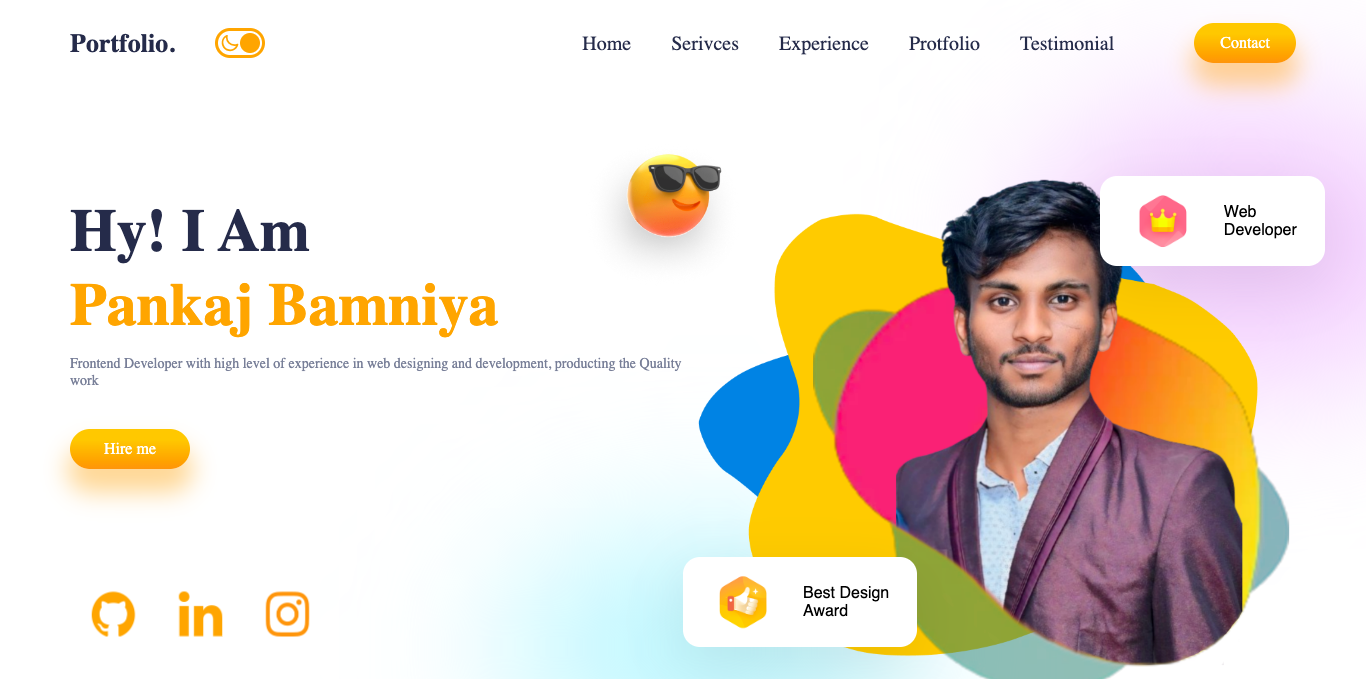 Portfolio.
Home
Serivces
Experience
Protfolio
Testimonial
Contact
Hy! I Am
Pankaj Bamniya
Frontend Developer with high level of experience in web designing and development, producting the Quality
work
Hire me
Web
Developer
Best Design
Award
in